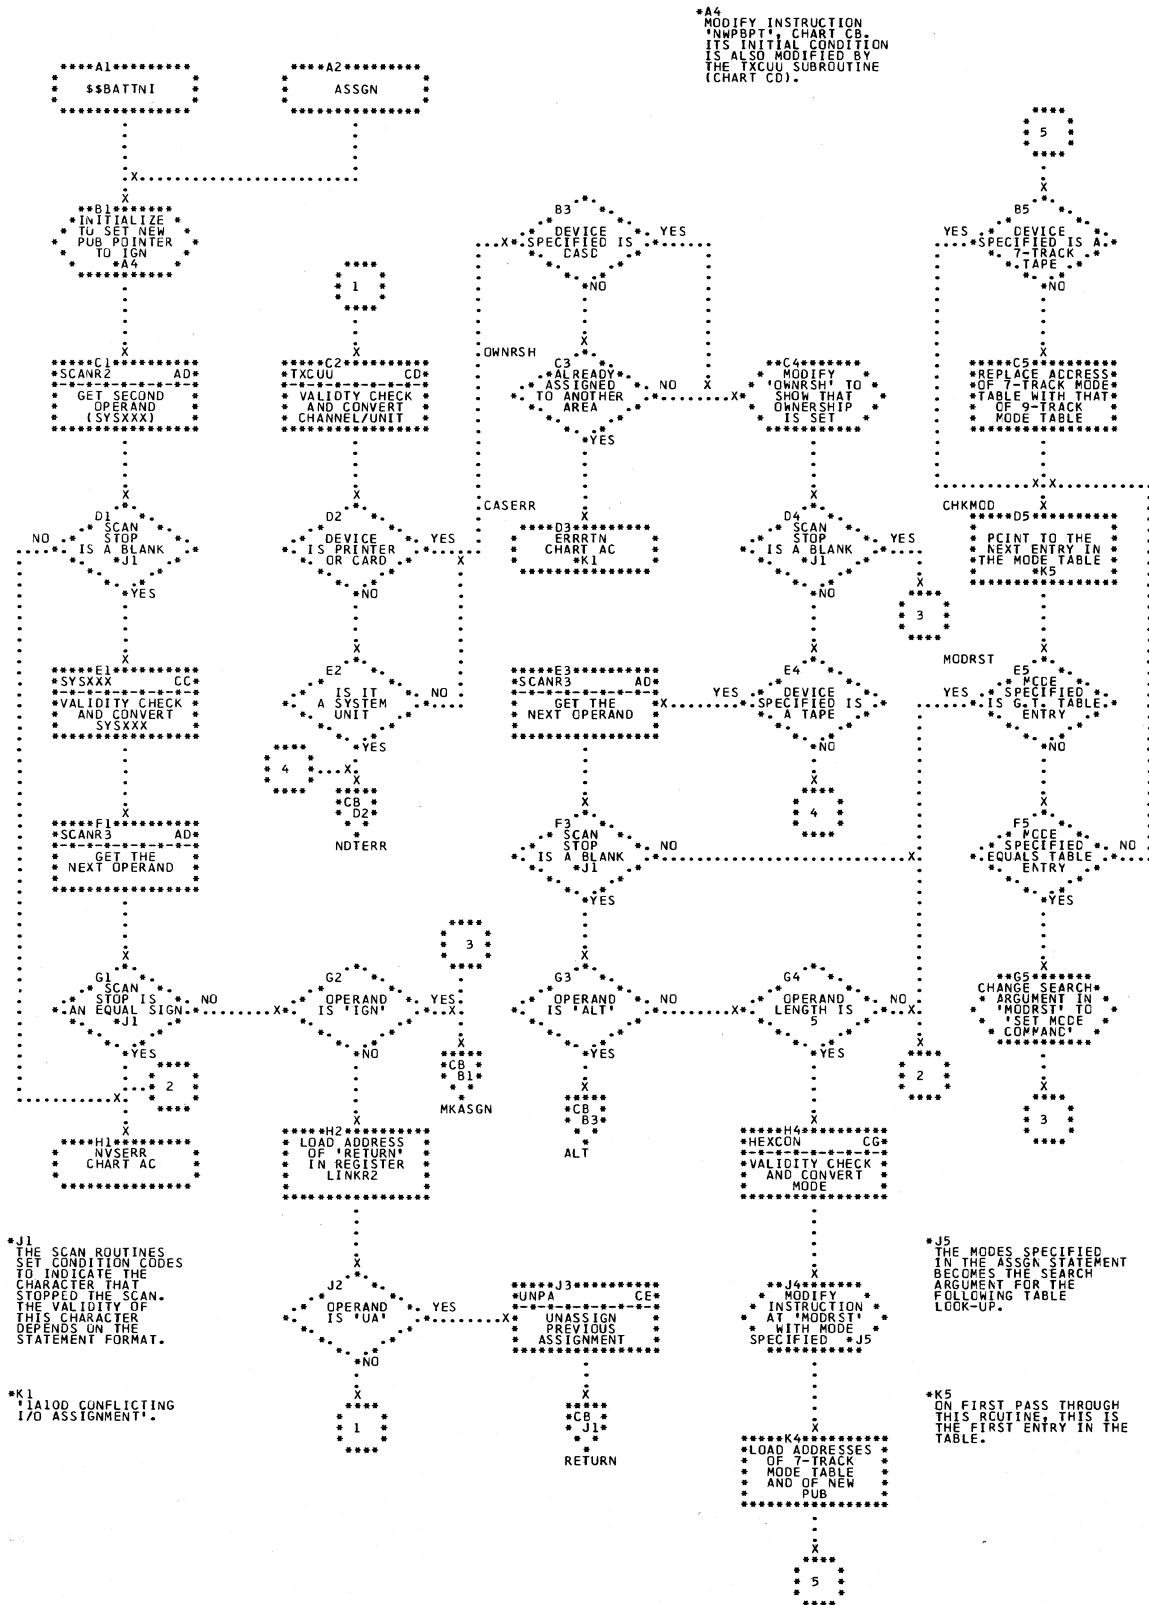 *A4
MODIFY INSTRUCTION
'NWPBPT', CHART CB.
ITS INITIAL CONDITION
IS ALSO MODIFIED BY
THE TXCUU SUBROUTINE
(CHART CD).
****A1*********
$$BATTNI
****A2*********
ASSGN
5
**B1*******
INITIALIZE
TO SET NEW
PUB POINTER
TO IGN
*A4
1
B3
DEVICE
SPECIFIED IS
DASD
YES
NO
B5
DEVICE
SPECIFIED IS A
7-TRACK
TAPE
YES
NO
*****C1**********
*SCANR2 AD*
GET SECOND
OPERAND
(SYSXXX)
*****C2**********
*TXCUU CD*
VALIDTY CHECK
AND CONVERT
CHANNEL/UNIT
OWNRSH
C3
ALREADY
ASSIGNED
TO ANOTHER
AREA
NO
YES
C4
MODIFY
'OWNRSH' TO
SHOW THAT
OWNERSHIP
IS SET
*****C5**********
REPLACE ADDRESS
OF 7-TRACK MODE
TABLE WITH THAT
OF 9-TRACK
MODE TABLE
D1
SCAN
STOP
IS A BLANK
*J1
NO
YES
D2
DEVICE
IS PRINTER
OR CARD
YES
NO
CASERR
****D3*********
ERRRTN
CHART AC
*K1
D4
SCAN
STOP
IS A BLANK
*J1
YES
NO
3
CHKMOD
*****D5**********
POINT TO THE
NEXT ENTRY IN
THE MODE TABLE
*K5
*****E1**********
*SYSXXX CC*
VALIDITY CHECK
AND CONVERT
SYSXXX
E2
IS IT
A SYSTEM
UNIT
NO
YES
4
*CB
D2*
NDTERR
*****E3**********
*SCANR3 AD*
GET THE
NEXT OPERAND
E4
DEVICE
SPECIFIED IS
A TAPE
YES
NO
4
MODRST
E5
MODE
SPECIFIED
IS G.T. TABLE
ENTRY
YES
NO
*****F1**********
*SCANR3 AD*
GET THE
NEXT OPERAND
F3
SCAN
STOP
IS A BLANK
*J1
NO
YES
F5
MODE
SPECIFIED
EQUALS TABLE
ENTRY
NO
YES
3
G1
SCAN
STOP IS
AN EQUAL SIGN
*J1
NO
YES
2
G2
OPERAND
IS 'IGN'
YES
NO
*CB
B1*
MKASGN
G3
OPERAND
IS 'ALT'
NO
YES
*CB
B3*
ALT
G4
OPERAND
LENGTH IS
5
NO
YES
2
**G5*******
CHANGE SEARCH
ARGUMENT IN
'MODRST' TO
'SET MODE
COMMAND'
3
****H1*********
NVSERR
CHART AC
*****H2**********
LOAD ADDRESS
OF 'RETURN'
IN REGISTER
LINKR2
*****H4**********
*HEXCON CG*
VALIDITY CHECK
AND CONVERT
MODE
*J1
THE SCAN ROUTINES
SET CONDITION CODES
TO INDICATE THE
CHARACTER THAT
STOPPED THE SCAN.
THE VALIDITY OF
THIS CHARACTER
DEPENDS ON THE
STATEMENT FORMAT.
J2
OPERAND
IS 'UA'
YES
NO
1
*****J3**********
*UNPA CE*
UNASSIGN
PREVIOUS
ASSIGNMENT
*CB
J1*
RETURN
J4
MODIFY
INSTRUCTION
AT 'MODRST'
WITH MODE
SPECIFIED *J5
*J5
THE MODES SPECIFIED
IN THE ASSGN STATEMENT
BECOMES THE SEARCH
ARGUMENT FOR THE
FOLLOWING TABLE
LOOK-UP.
*K1
'1A10D CONFLICTING
I/O ASSIGNMENT'.
*****K4**********
LOAD ADDRESSES
OF 7-TRACK
MODE TABLE
AND OF NEW
PUB
5
*K5
ON FIRST PASS THROUGH
THIS ROUTINE, THIS IS
THE FIRST ENTRY IN THE
TABLE.